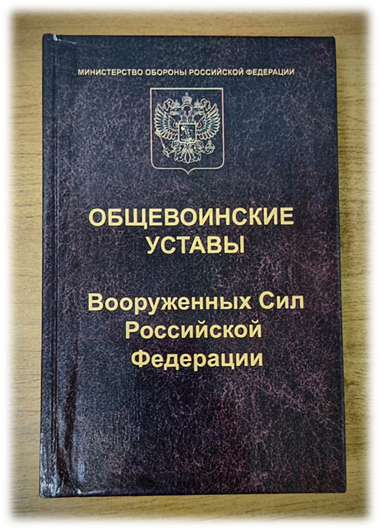 МИНИСТЕРСТВО ОБОРОНЫ РОССИЙСКОЙ ФЕДЕРАЦИИ
ОБЩЕВОИНСКИЕ
УСТАВЫ
Вооруженных Сил
Российской
Федерации